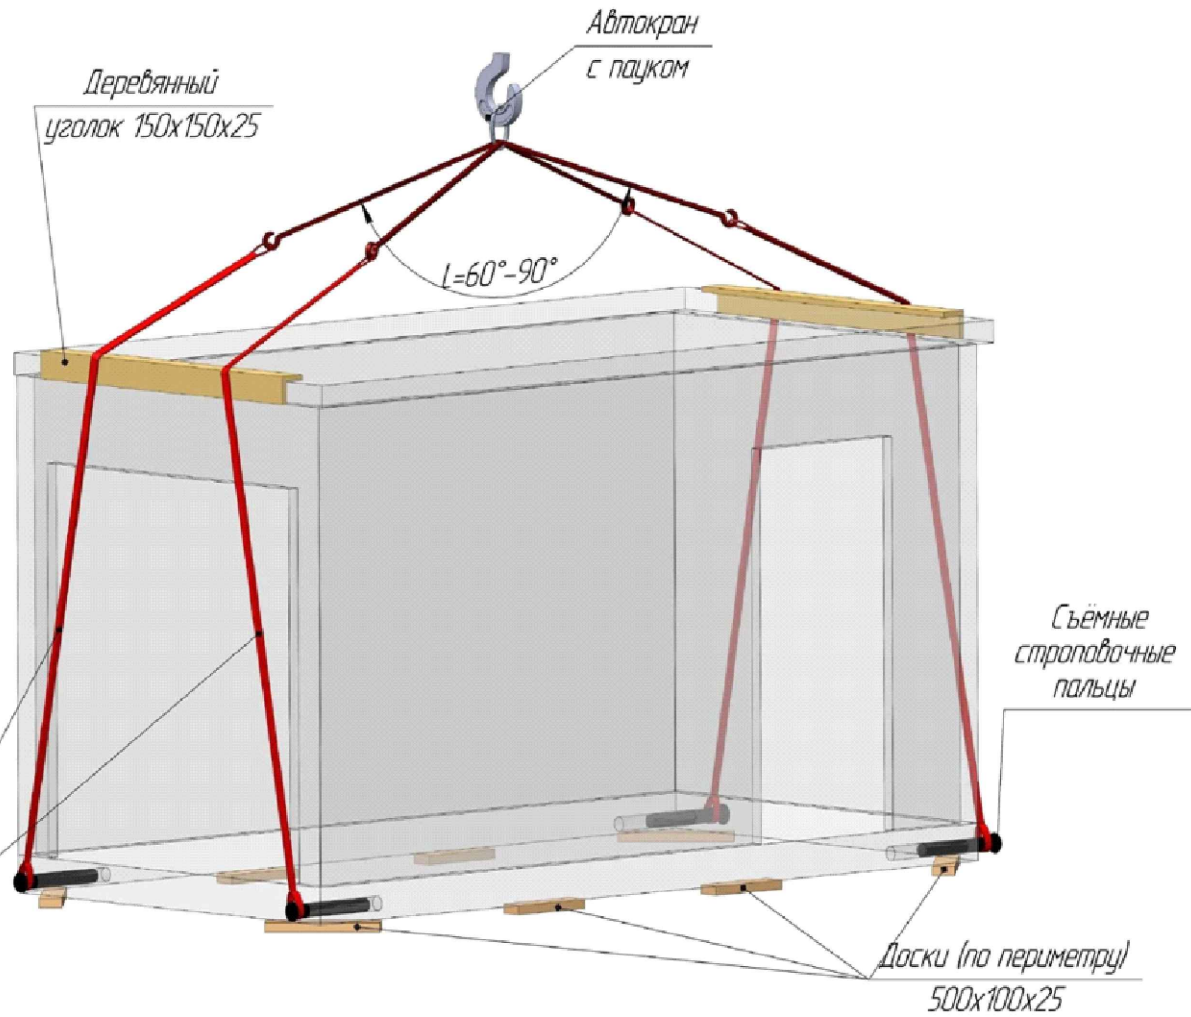 Автокран
с пауком
Деревянный
уголок 150х150х25
L=60°-90°
Съёмные
строповочные
пальцы
Доски (по периметру)
500х100х25